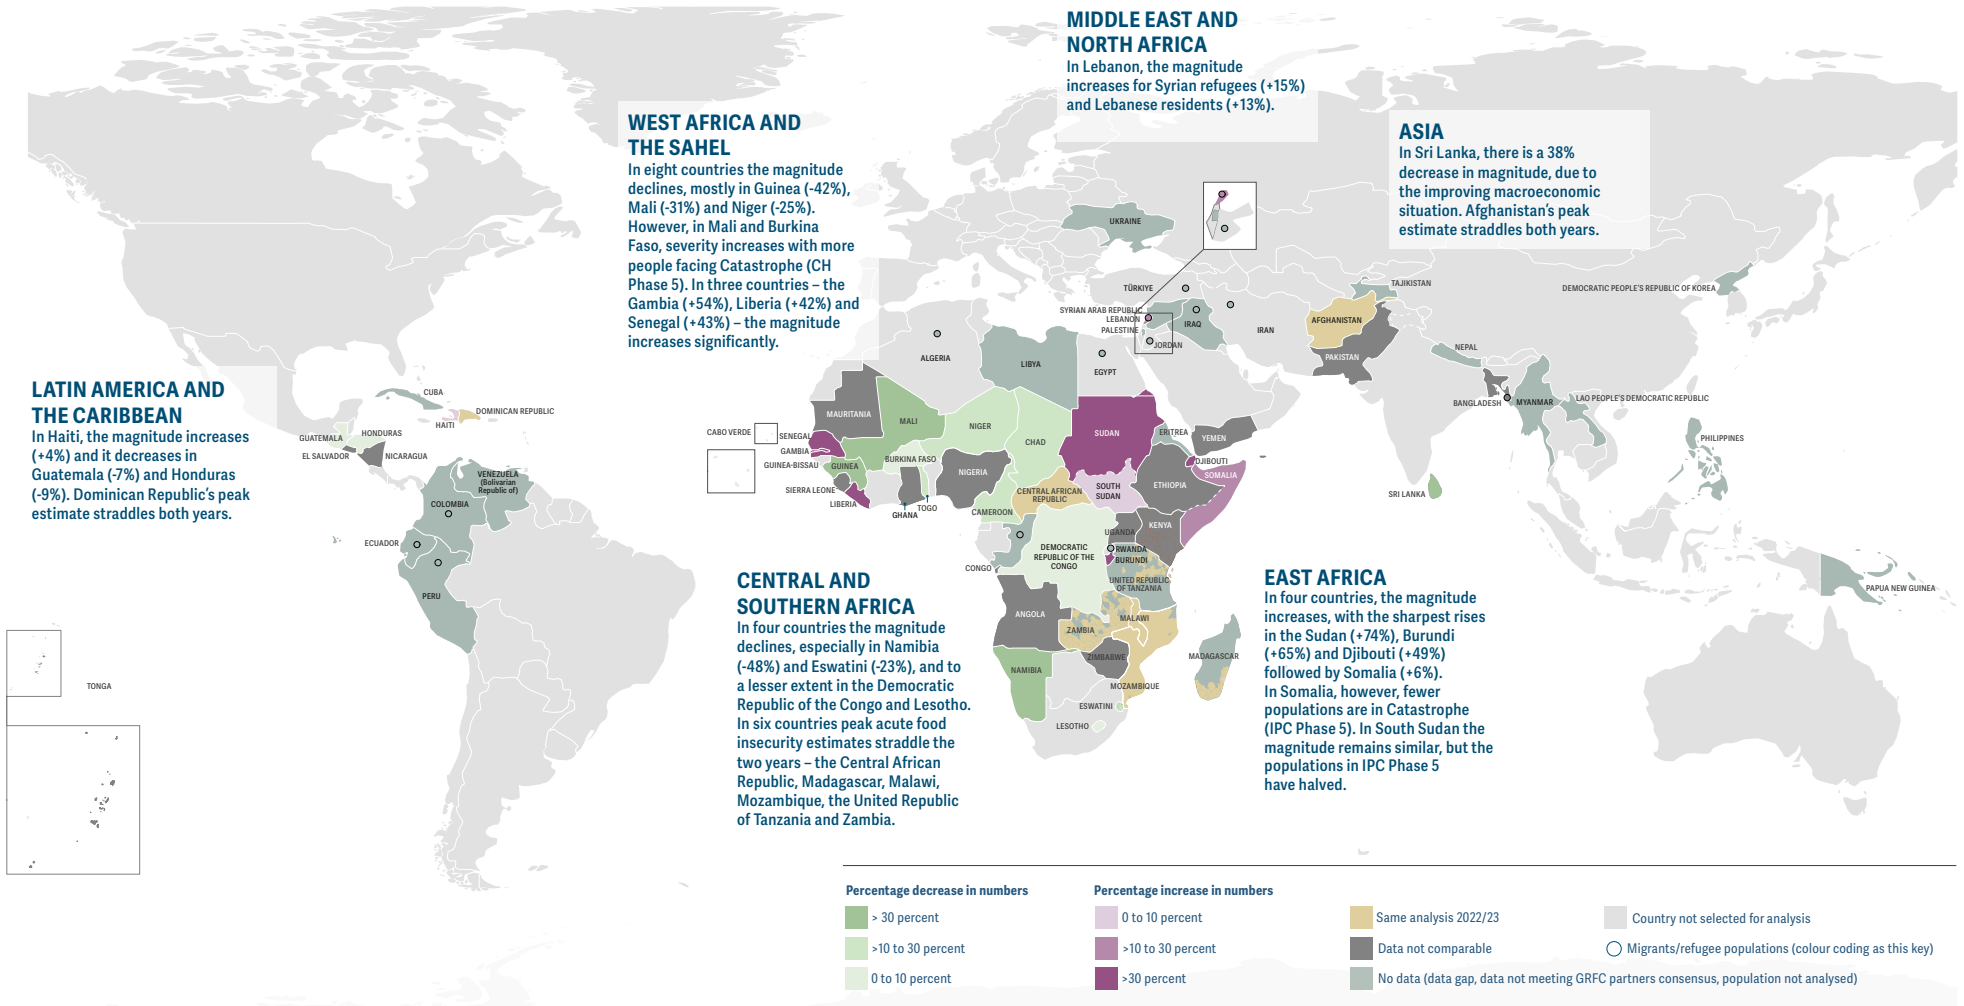 MIDDLE EAST AND
NORTH AFRICA
In Lebanon, the magnitude
increases for Syrian refugees (+15%)
and Lebanese residents (+13%).
WEST AFRICA AND
THE SAHEL
In eight countries the magnitude
declines, mostly in Guinea (-42%),
Mali (-31%) and Niger (-25%).
However, in Mali and Burkina
Faso, severity increases with more
people facing Catastrophe (CH
Phase 5). In three countries – the
Gambia (+54%), Liberia (+42%) and
Senegal (+43%) – the magnitude
increases significantly.
ASIA
In Sri Lanka, there is a 38%
decrease in magnitude, due to
the improving macroeconomic
situation. Afghanistan's peak
estimate straddles both years.
LATIN AMERICA AND
THE CARIBBEAN
In Haiti, the magnitude increases
(+4%) and it decreases in
Guatemala (-7%) and Honduras
(-9%). Dominican Republic's peak
estimate straddles both years.
CENTRAL AND
SOUTHERN AFRICA
In four countries the magnitude
declines, especially in Namibia
(-48%) and Eswatini (-23%), and to
a lesser extent in the Democratic
Republic of the Congo and Lesotho.
In six countries peak acute food
insecurity estimates straddle the
two years – the Central African
Republic, Madagascar, Malawi,
Mozambique, the United Republic
of Tanzania and Zambia.
EAST AFRICA
In four countries, the magnitude
increases, with the sharpest rises
in the Sudan (+74%), Burundi
(+65%) and Djibouti (+49%)
followed by Somalia (+6%).
In Somalia, however, fewer
populations are in Catastrophe
(IPC Phase 5). In South Sudan the
magnitude remains similar, but the
populations in IPC Phase 5
have halved.
CUBA
DOMINICAN REPUBLIC
HAITI
GUATEMALA
HONDURAS
EL SALVADOR
NICARAGUA
VENEZUELA
(Bolivarian
Republic of)
COLOMBIA
ECUADOR
PERU
TONGA
UKRAINE
TÜRKIYE
SYRIAN ARAB REPUBLIC
LEBANON
PALESTINE
JORDAN
IRAQ
IRAN
TAJIKISTAN
AFGHANISTAN
PAKISTAN
DEMOCRATIC PEOPLE'S REPUBLIC OF KOREA
NEPAL
BANGLADESH
MYANMAR
LAO PEOPLE'S DEMOCRATIC REPUBLIC
PHILIPPINES
SRI LANKA
PAPUA NEW GUINEA
ALGERIA
LIBYA
EGYPT
MAURITANIA
MALI
NIGER
CHAD
SUDAN
ERITREA
YEMEN
DJIBOUTI
SOMALIA
ETHIOPIA
SOUTH
SUDAN
CABO VERDE
SENEGAL
GAMBIA
GUINEA-BISSAU
GUINEA
BURKINA FASO
SIERRA LEONE
LIBERIA
GHANA
TOGO
NIGERIA
CAMEROON
CENTRAL AFRICAN
REPUBLIC
CONGO
DEMOCRATIC
REPUBLIC OF THE
CONGO
UGANDA
KENYA
RWANDA
BURUNDI
UNITED REPUBLIC
OF TANZANIA
ANGOLA
ZAMBIA
MALAWI
ZIMBABWE
MOZAMBIQUE
MADAGASCAR
NAMIBIA
ESWATINI
LESOTHO
Percentage decrease in numbers
> 30 percent
>10 to 30 percent
0 to 10 percent
Percentage increase in numbers
0 to 10 percent
>10 to 30 percent
>30 percent
Same analysis 2022/23
Data not comparable
No data (data gap, data not meeting GRFC partners consensus, population not analysed)
Country not selected for analysis
Migrants/refugee populations (colour coding as this key)